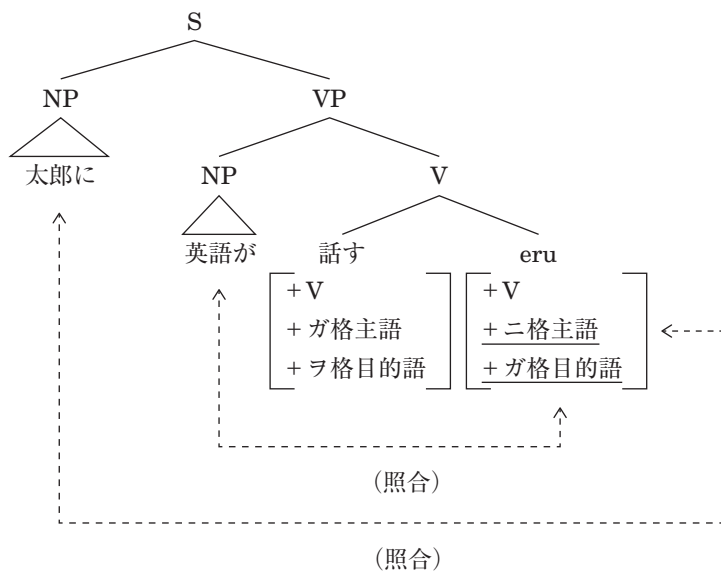 S
NP VP
太郎に NP V
英語が 話す eru
+V +V
+ガ格主語 +ニ格主語
+ヲ格目的語 +ガ格目的語
（照合）
（照合）